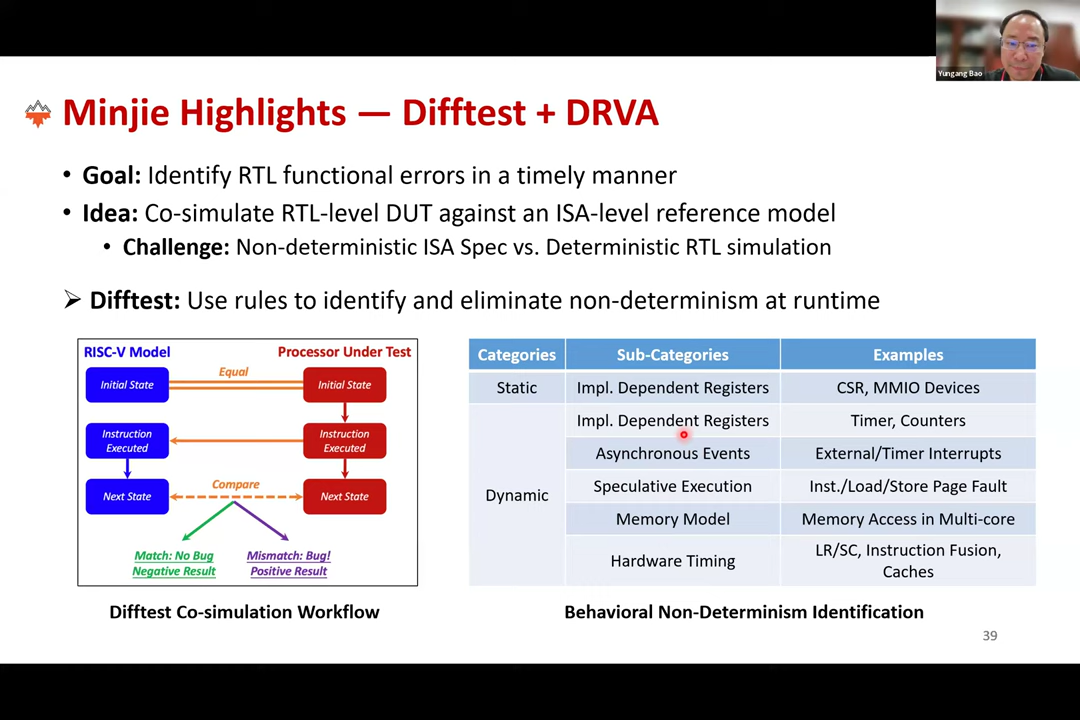 Yungang Bao
Minjie Highlights — Difftest + DRVA
• Goal: Identify RTL functional errors in a timely manner
• Idea: Co-simulate RTL-level DUT against an ISA-level reference model
• Challenge: Non-deterministic ISA Spec vs. Deterministic RTL simulation
➢ Difftest: Use rules to identify and eliminate non-determinism at runtime
RISC-V Model
Processor Under Test
Initial State
Equal
Initial State
Instruction
Executed
Instruction
Executed
Next State
Compare
Next State
Match: No Bug
Negative Result
Mismatch: Bug!
Positive Result
Difftest Co-simulation Workflow
Categories Sub-Categories Examples
Static Impl. Dependent Registers CSR, MMIO Devices
Impl. Dependent Registers Timer, Counters
Asynchronous Events External/Timer Interrupts
Dynamic Speculative Execution Inst./Load/Store Page Fault
Memory Model Memory Access in Multi-core
Hardware Timing LR/SC, Instruction Fusion,
Caches
Behavioral Non-Determinism Identification
39